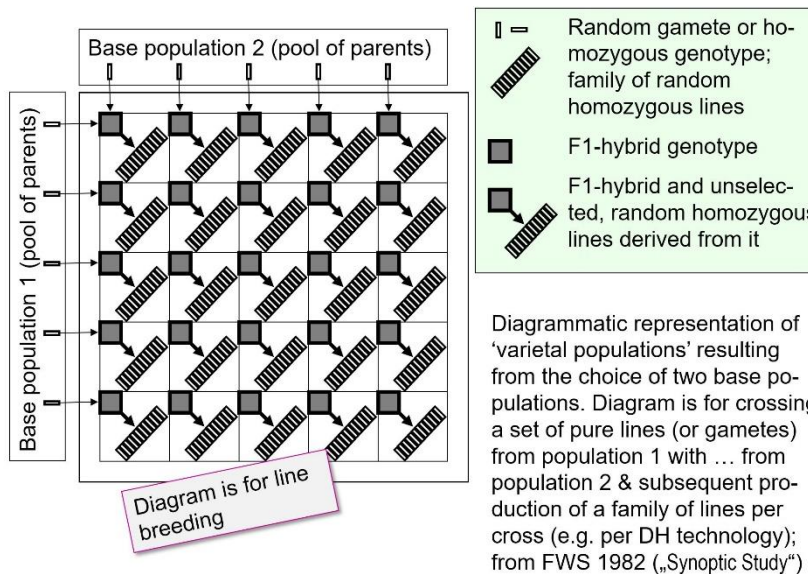 Base population 2 (pool of parents)
Base population 1 (pool of parents)
Diagram is for line
breeding
Random gamete or ho-
mozygous genotype;
family of random
homozygous lines
F1-hybrid genotype
F1-hybrid and unselec-
ted, random homozygous
lines derived from it
Diagrammatic representation of
‘varietal populations’ resulting
from the choice of two base po-
pulations. Diagram is for crossing
a set of pure lines (or gametes)
from population 1 with … from
population 2 & subsequent pro-
duction of a family of lines per
cross (e.g. per DH technology);
from FWS 1982 („Synoptic Study“)